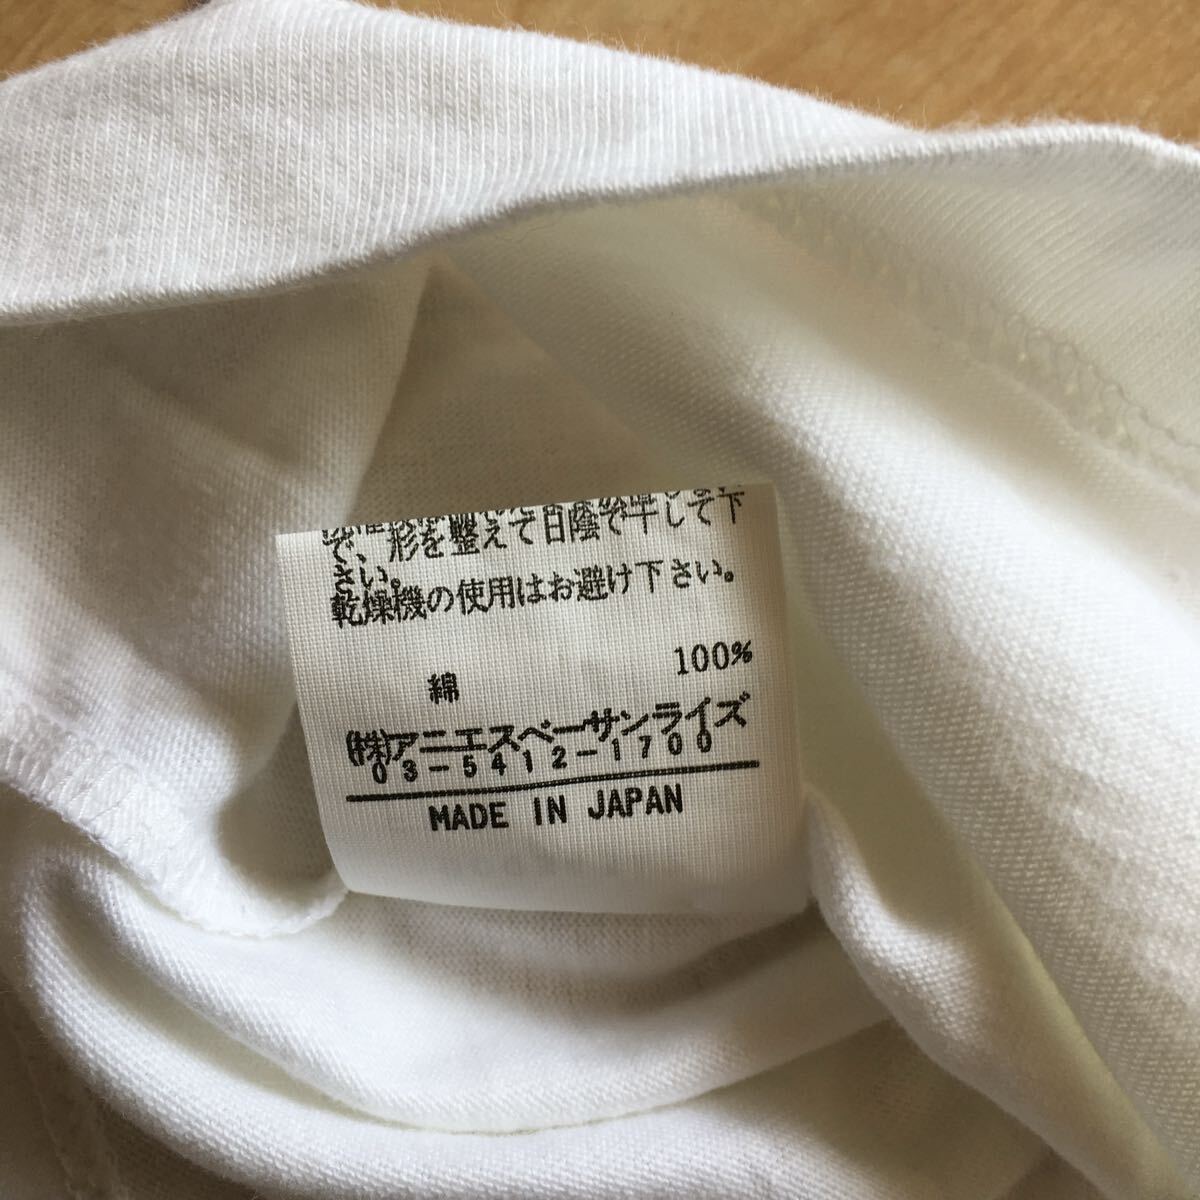 で、形を整えて日陰で干して下
さい。
乾燥機の使用はお避け下さい。
綿 100%
(株)アニエスベーサンライズ
03-5412-1700
MADE IN JAPAN